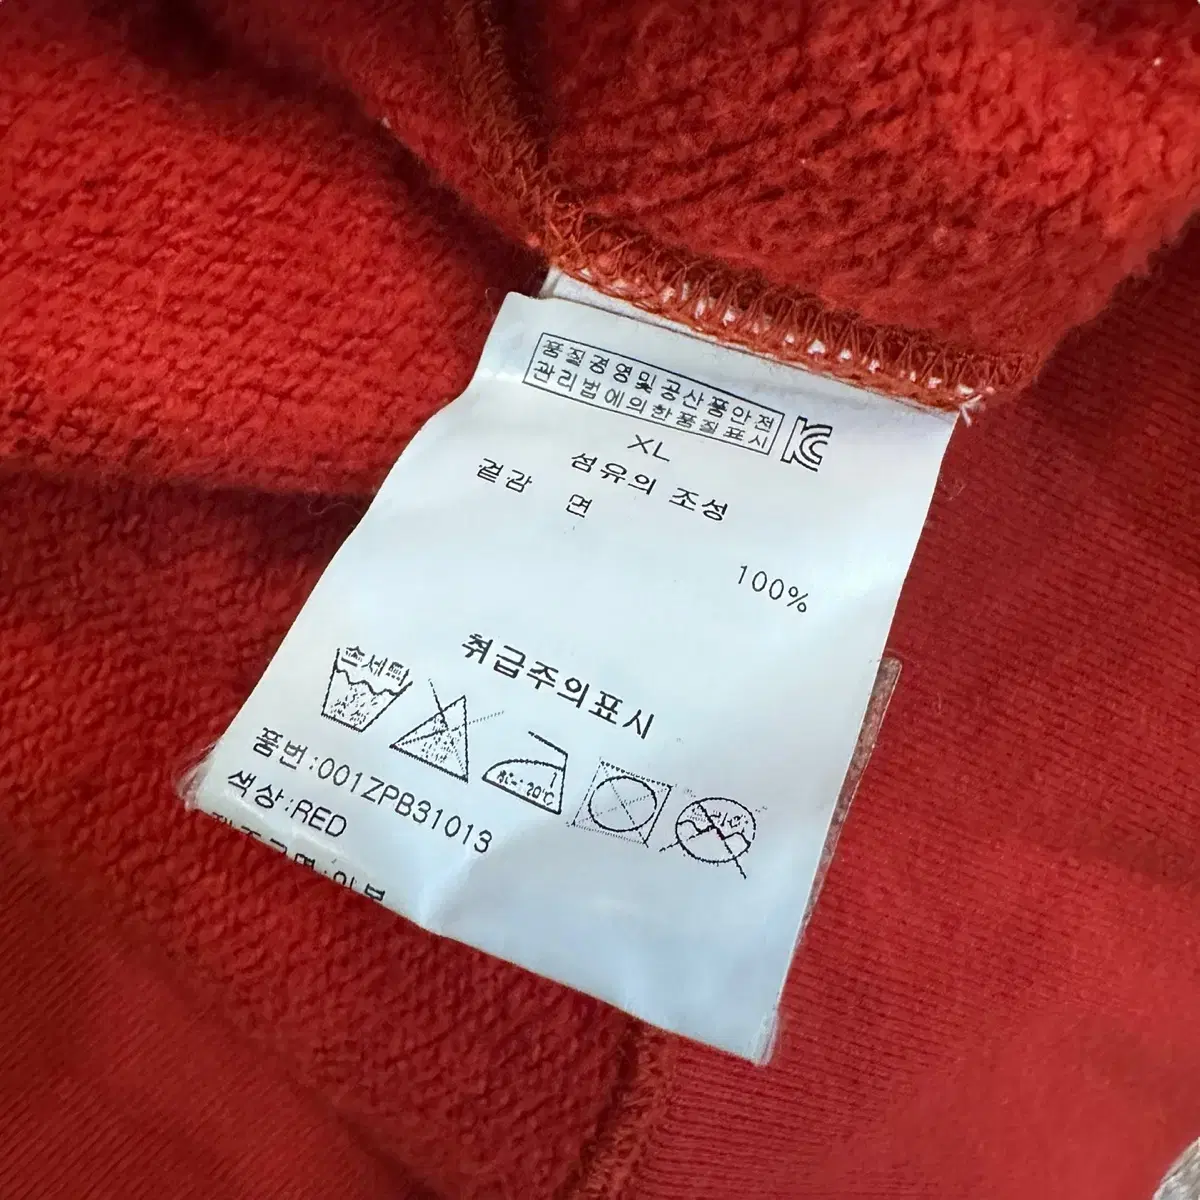 품질경영및공산품안전
관리법에의한품질표시
KC
XL
섬유의 조성
겉감 면
100%
취급주의표시
손세탁
품번:001ZPB31013
색상:RED